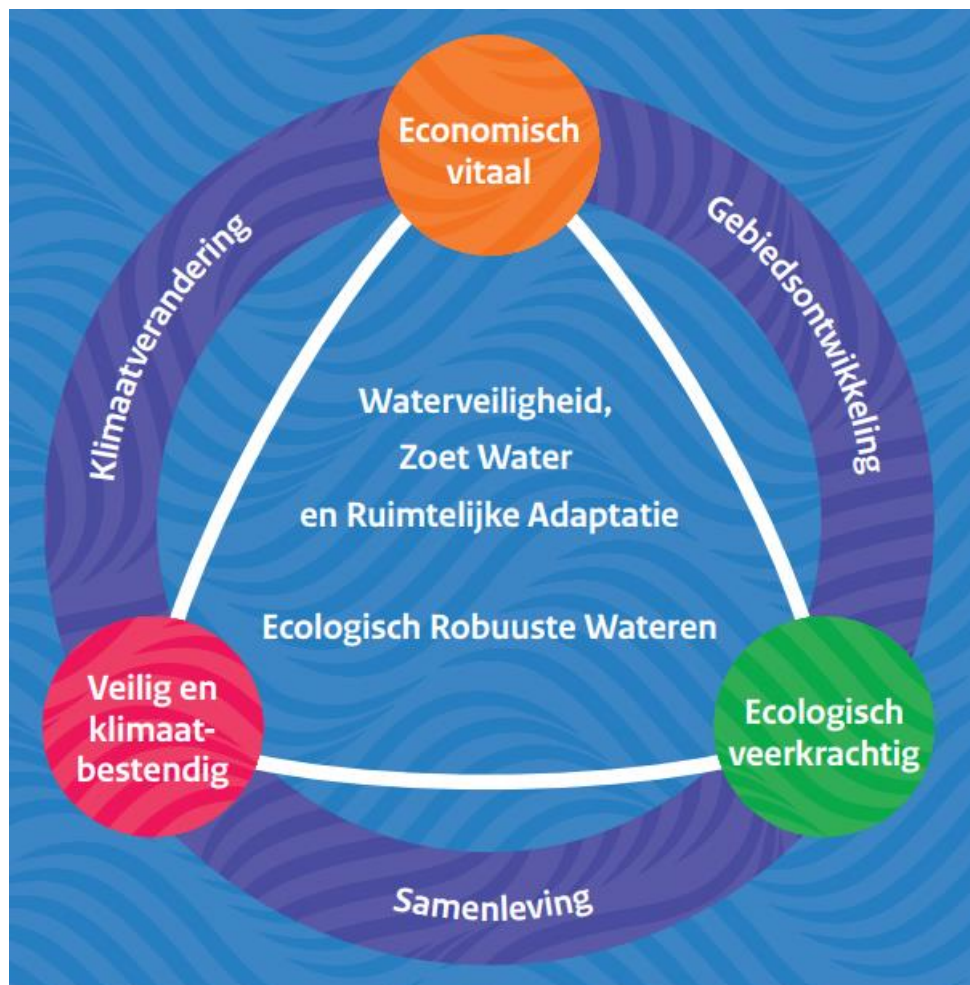 Economisch
vitaal
Klimaatverandering
Gebiedsontwikkeling
Waterveiligheid,
Zoet Water
en Ruimtelijke Adaptatie
Ecologisch Robuuste Wateren
Veilig en
klimaat-
bestendig
Ecologisch
veerkrachtig
Samenleving